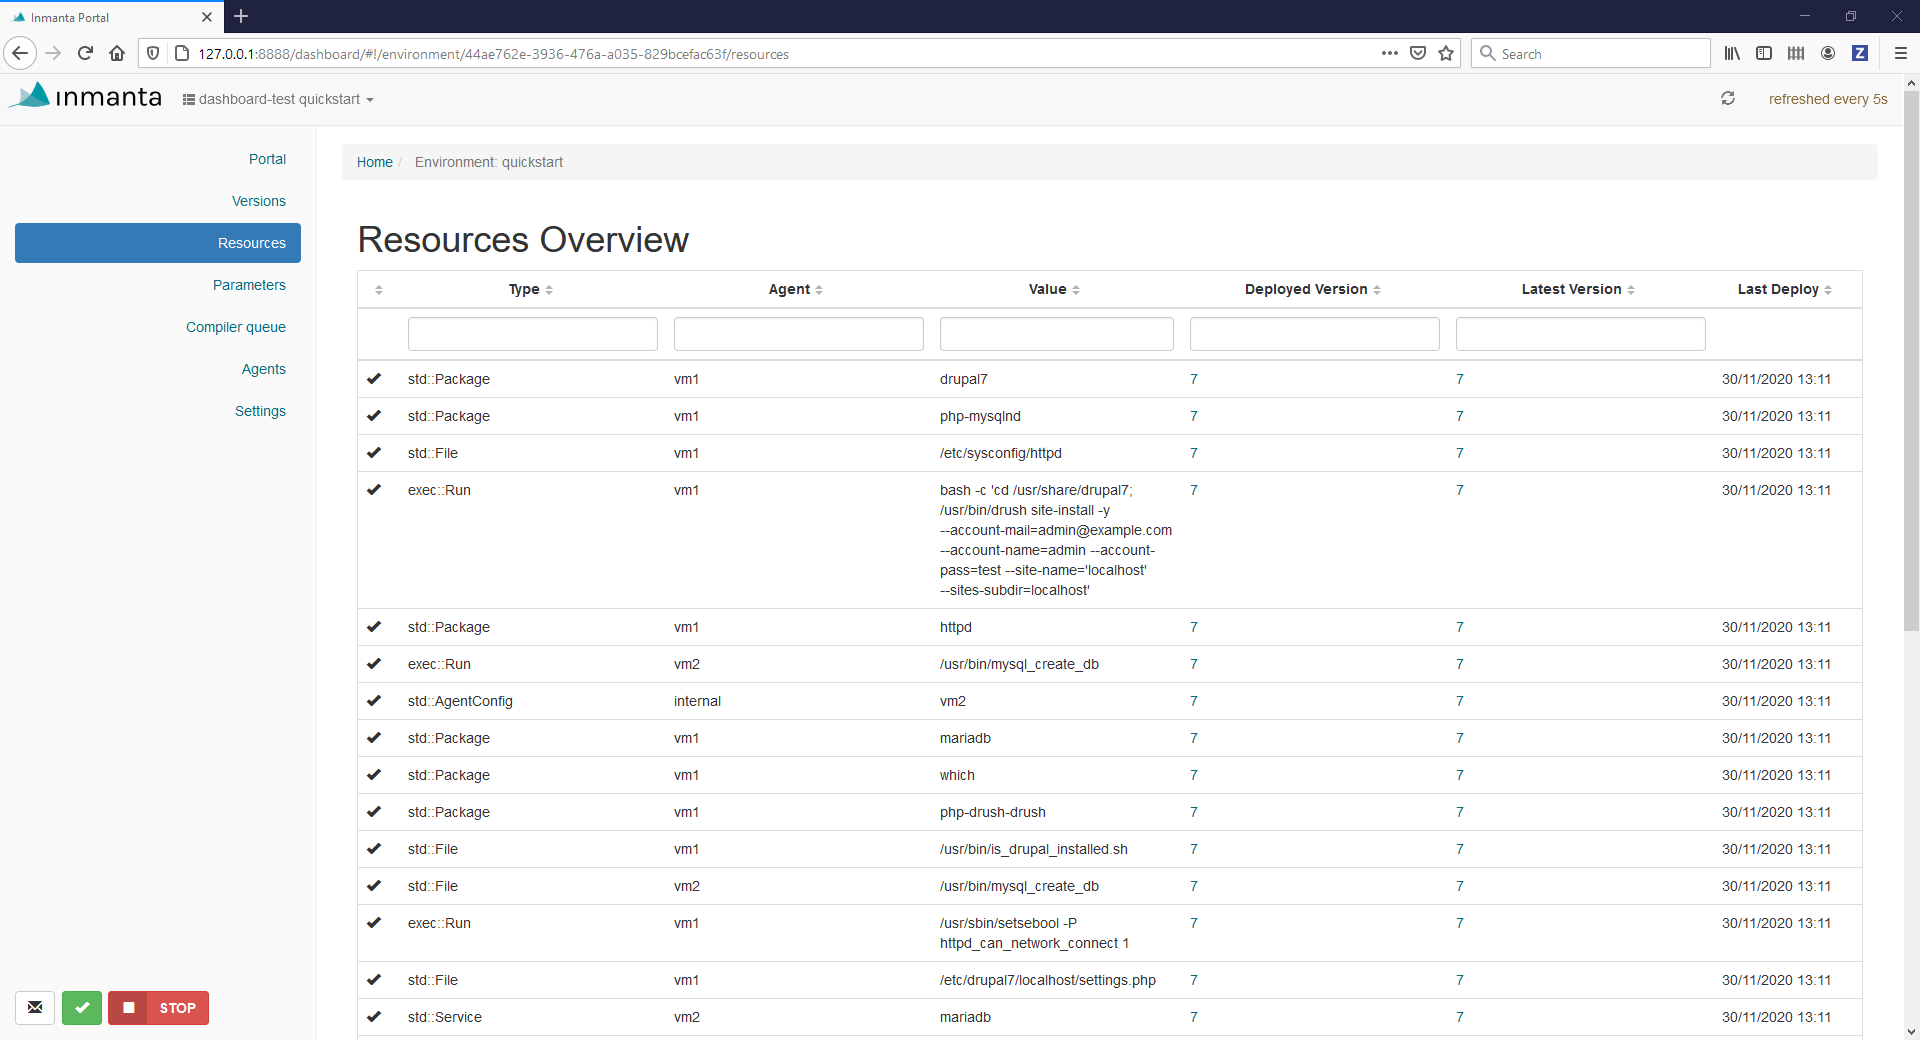 Inmanta Portal
127.0.0.1:8888/dashboard/#!/environment/44ae762e-3936-476a-a035-829bcefac63f/resources
Search
Z
inmanta
dashboard-test quickstart
refreshed every 5s
Portal
Versions
Resources
Parameters
Compiler queue
Agents
Settings
STOP
Home / Environment: quickstart
Resources Overview
Type Agent Value Deployed Version Latest Version Last Deploy
std::Package vm1 drupal7 7 7 30/11/2020 13:11
std::Package vm1 php-mysqlnd 7 7 30/11/2020 13:11
std::File vm1 /etc/sysconfig/httpd 7 7 30/11/2020 13:11
exec::Run vm1 bash -c 'cd /usr/share/drupal7; 7 7 30/11/2020 13:11
/usr/bin/drush site-install -y
--account-mail=admin@example.com
--account-name=admin --account-
pass=test --site-name='localhost'
--sites-subdir=localhost'
std::Package vm1 httpd 7 7 30/11/2020 13:11
exec::Run vm2 /usr/bin/mysql_create_db 7 7 30/11/2020 13:11
std::AgentConfig internal vm2 7 7 30/11/2020 13:11
std::Package vm1 mariadb 7 7 30/11/2020 13:11
std::Package vm1 which 7 7 30/11/2020 13:11
std::Package vm1 php-drush-drush 7 7 30/11/2020 13:11
std::File vm1 /usr/bin/is_drupal_installed.sh 7 7 30/11/2020 13:11
std::File vm2 /usr/bin/mysql_create_db 7 7 30/11/2020 13:11
exec::Run vm1 /usr/sbin/setsebool -P 7 7 30/11/2020 13:11
httpd_can_network_connect 1
std::File vm1 /etc/drupal7/localhost/settings.php 7 7 30/11/2020 13:11
std::Service vm2 mariadb 7 7 30/11/2020 13:11